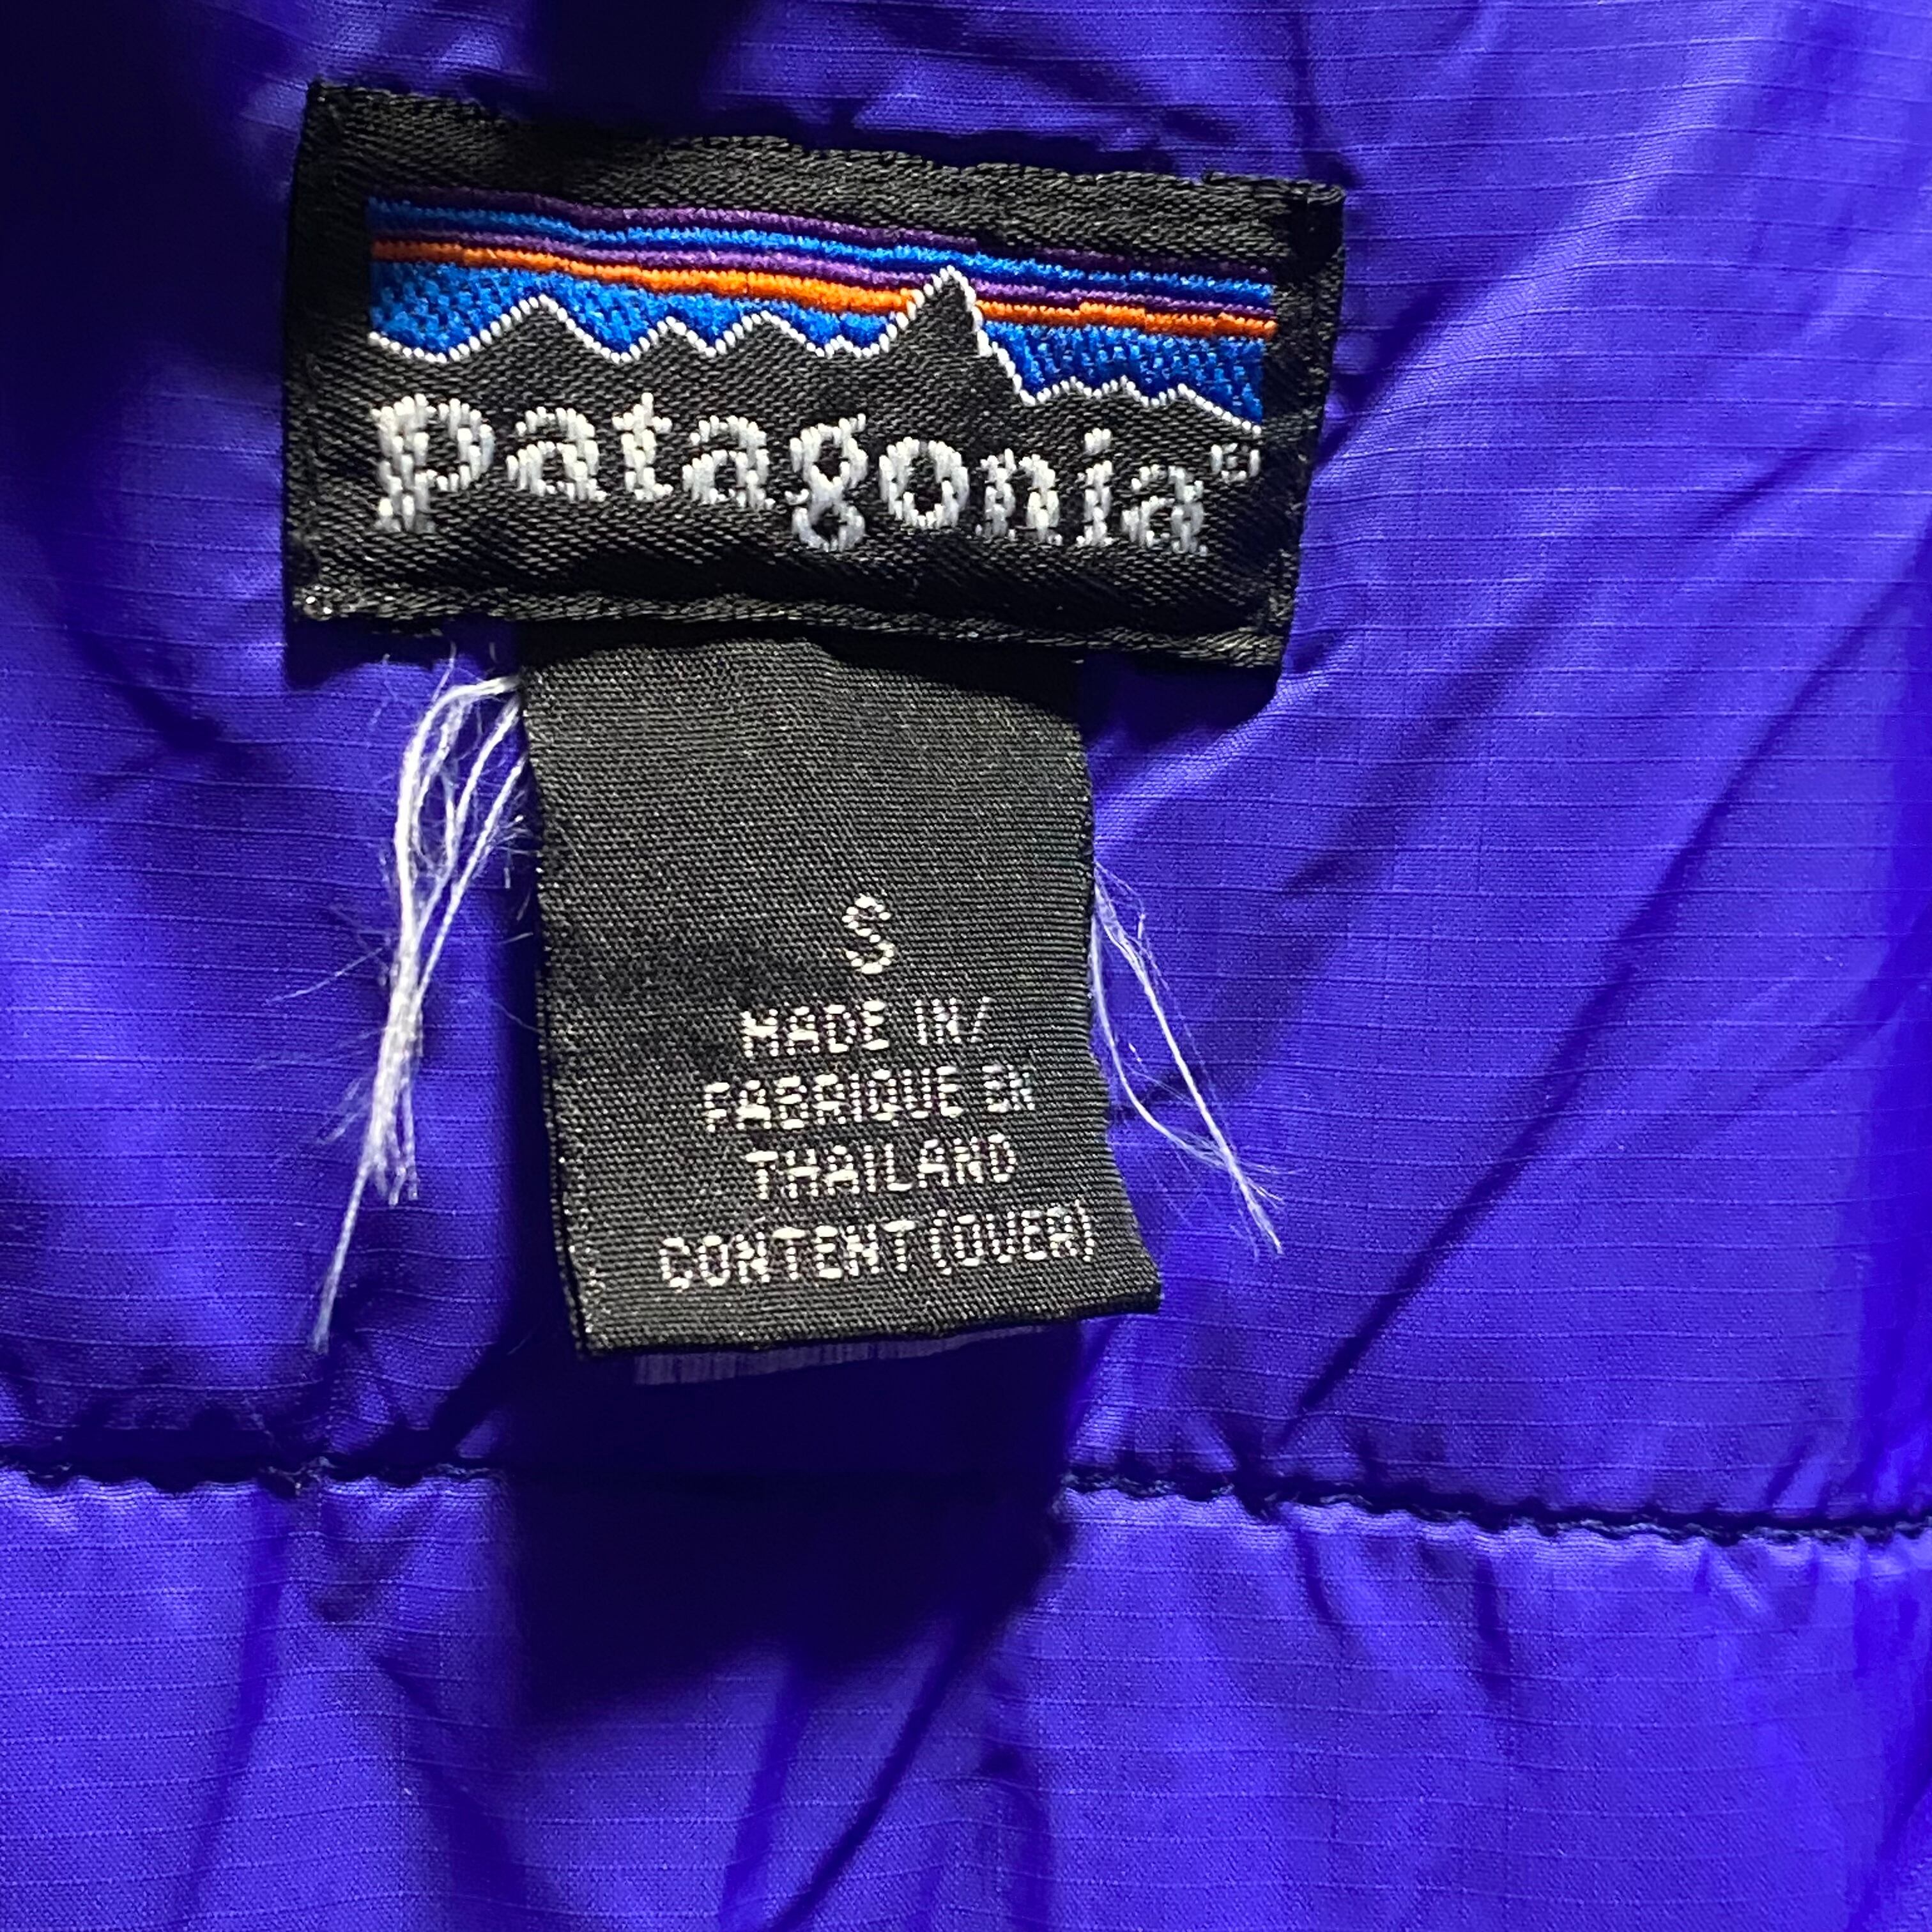 patagonia®
S
MADE IN/
FABRIQUE EN
THAILAND
CONTENT (OVER)